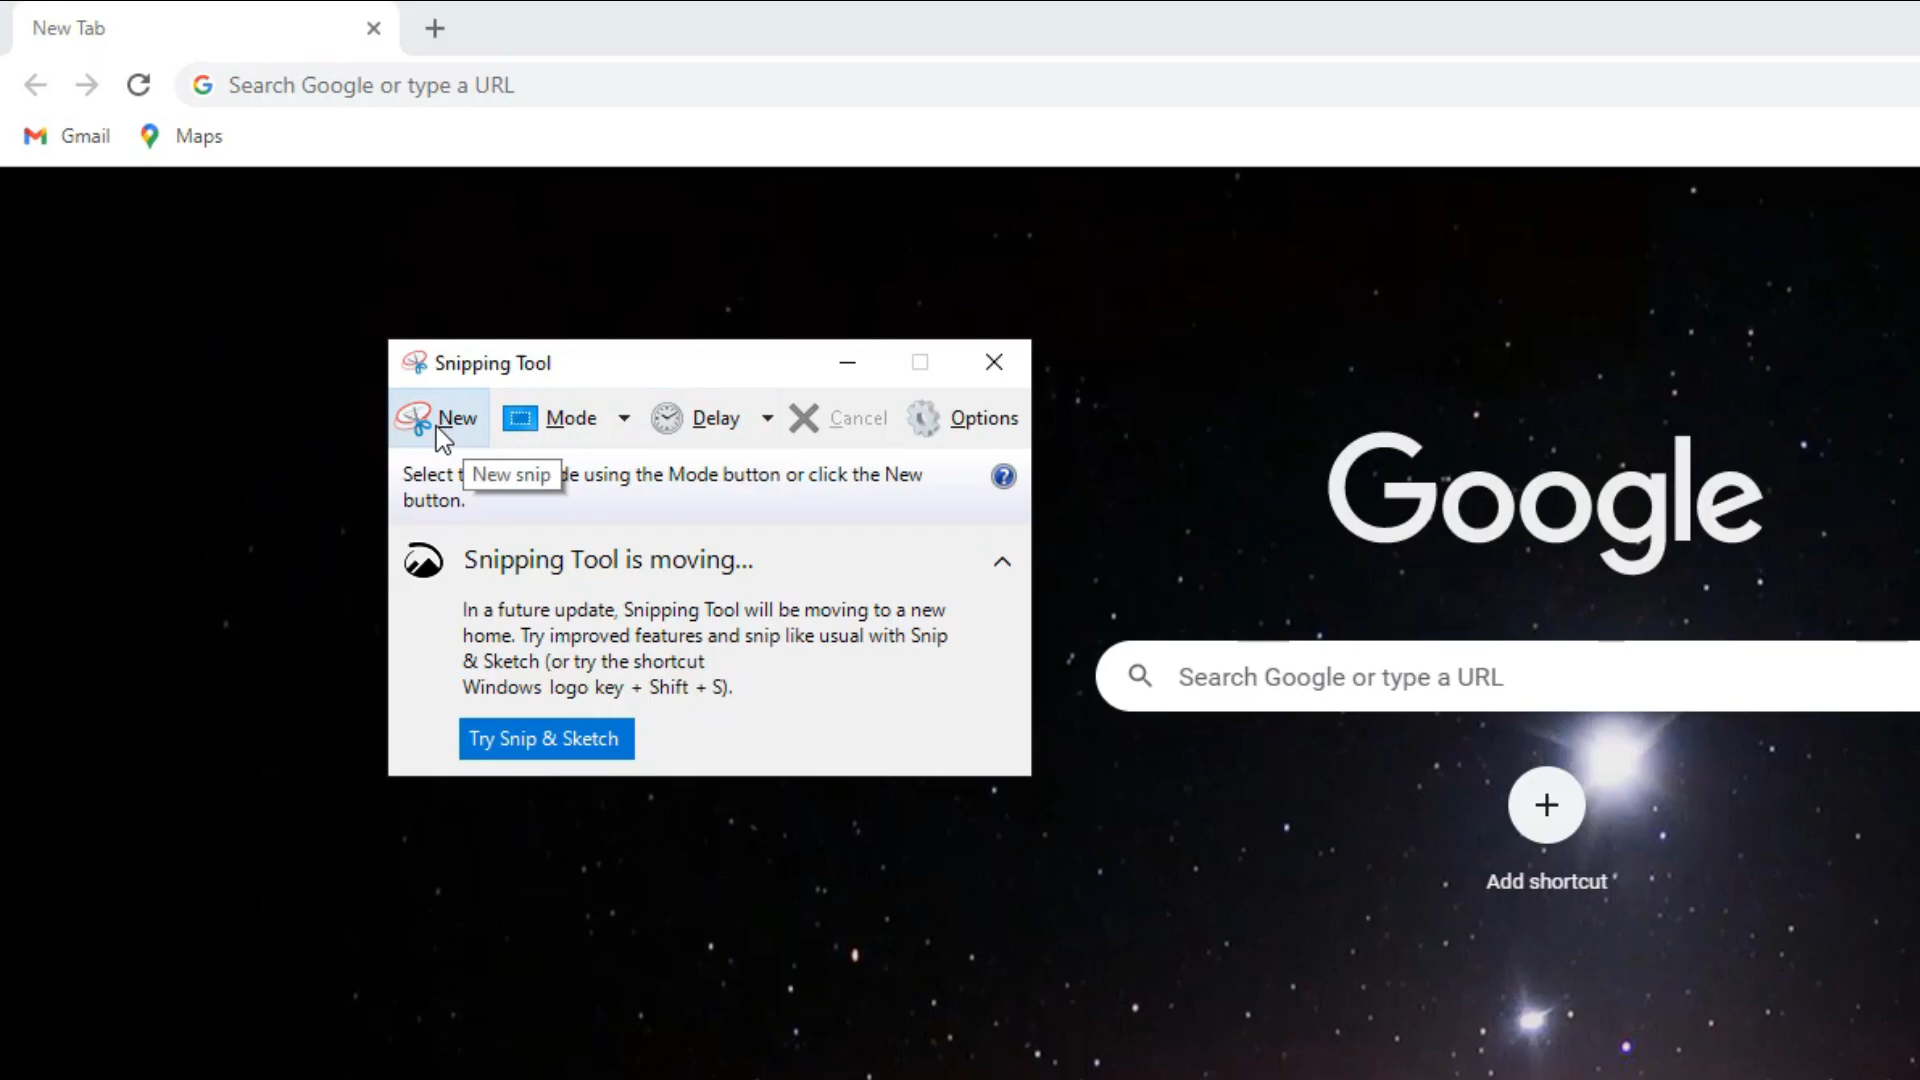 New Tab
Search Google or type a URL
Gmail Maps
Snipping Tool
New Mode Delay Cancel Options
New snip
Select t de using the Mode button or click the New
button.
Snipping Tool is moving...
In a future update, Snipping Tool will be moving to a new
home. Try improved features and snip like usual with Snip
& Sketch (or try the shortcut
Windows logo key + Shift + S).
Try Snip & Sketch
Google
Search Google or type a URL
Add shortcut